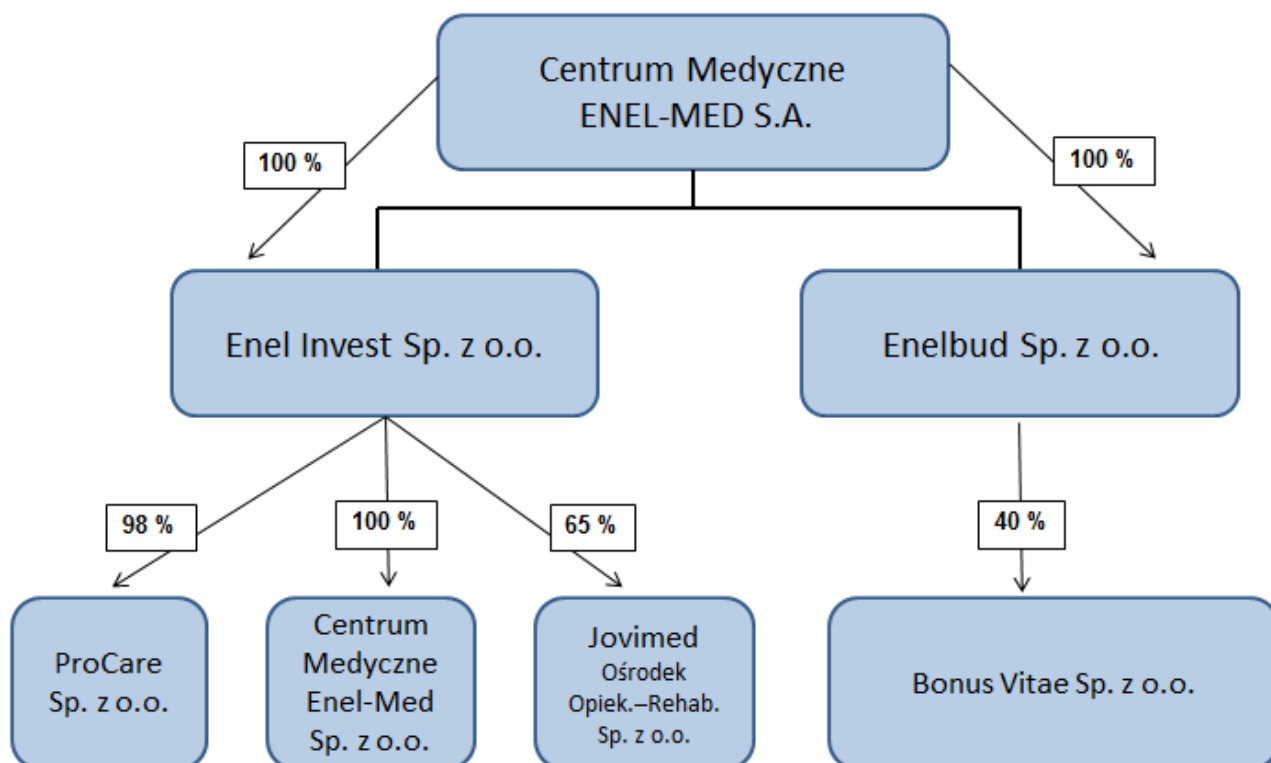 Centrum Medyczne
ENEL-MED S.A.
100 %
100 %
Enel Invest Sp. z o.o.
Enelbud Sp. z o.o.
98 %
100 %
65 %
40 %
ProCare
Sp. z o.o.
Centrum
Medyczne
Enel-Med
Sp. z o.o.
Jovimed
Ośrodek
Opiek.–Rehab.
Sp. z o.o.
Bonus Vitae Sp. z o.o.